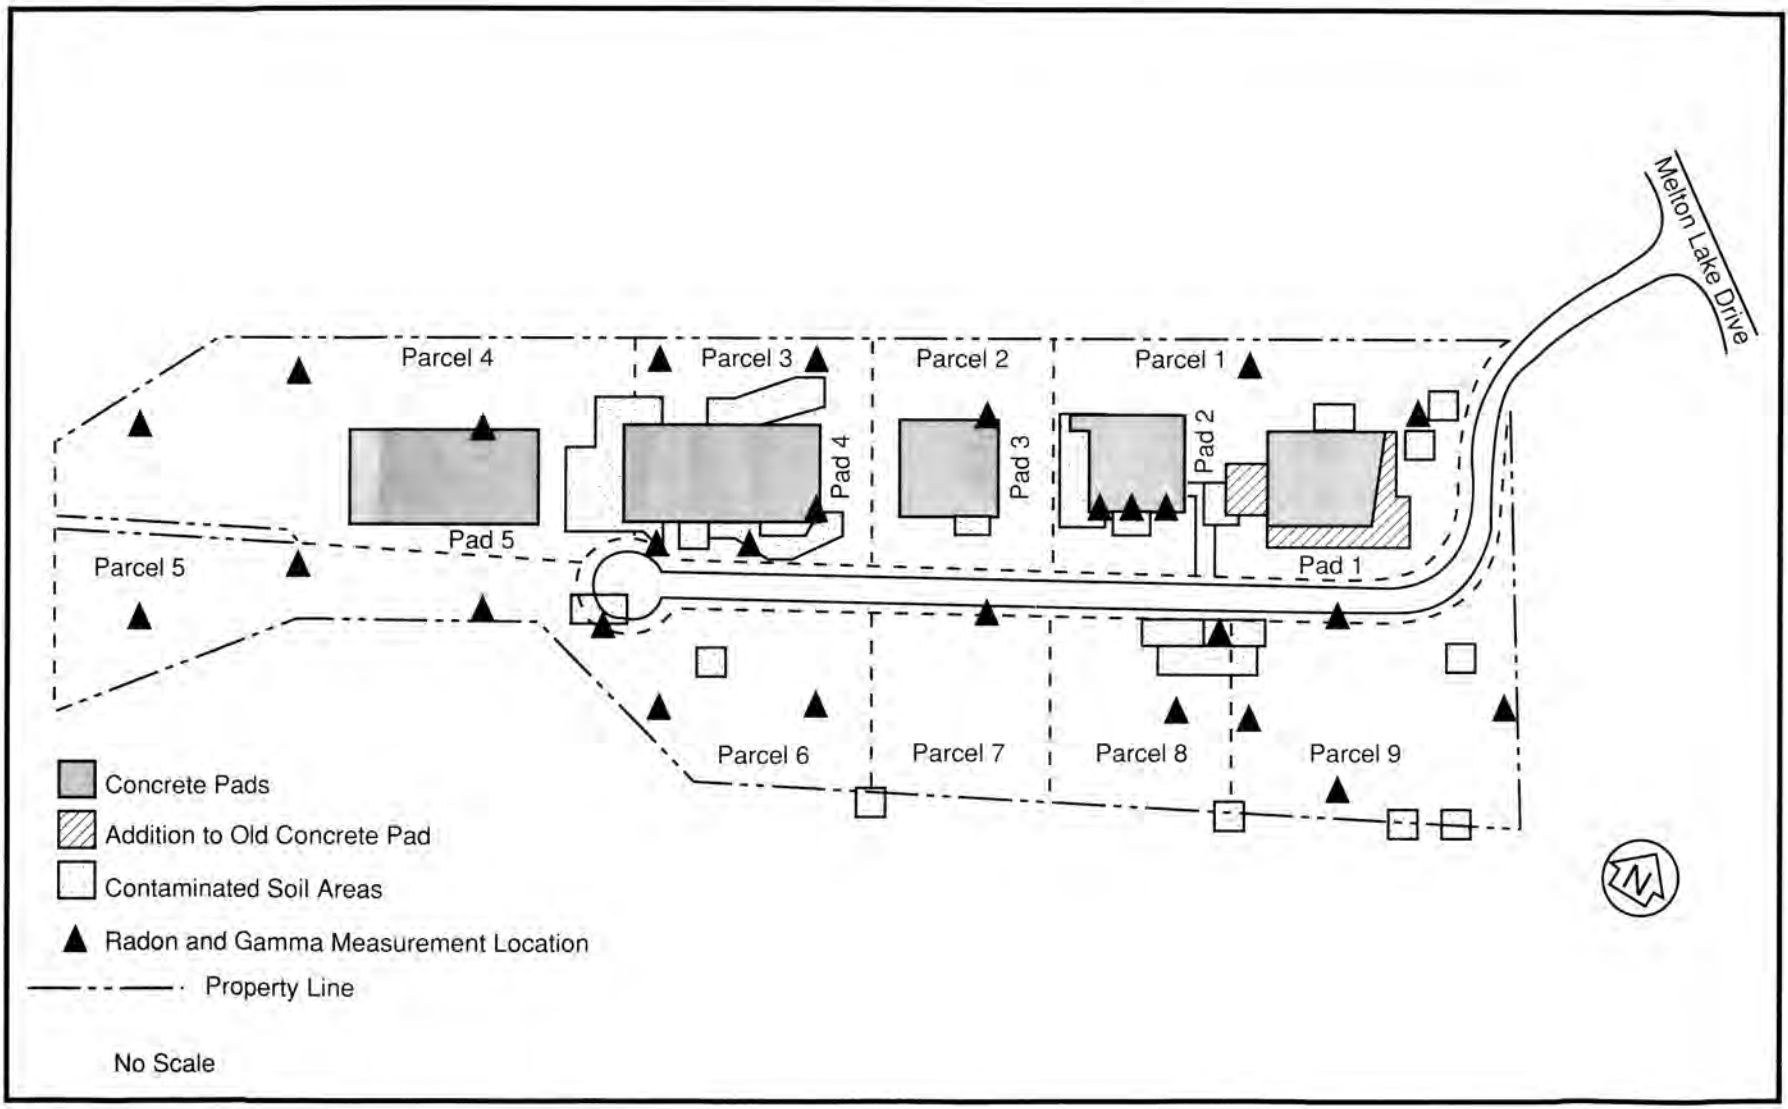 Melton Lake Drive
Parcel 4
Parcel 3
Parcel 2
Parcel 1
Pad 5
Pad 4
Pad 3
Pad 2
Pad 1
Parcel 5
Parcel 6
Parcel 7
Parcel 8
Parcel 9
Concrete Pads
Addition to Old Concrete Pad
Contaminated Soil Areas
Radon and Gamma Measurement Location
Property Line
No Scale
N